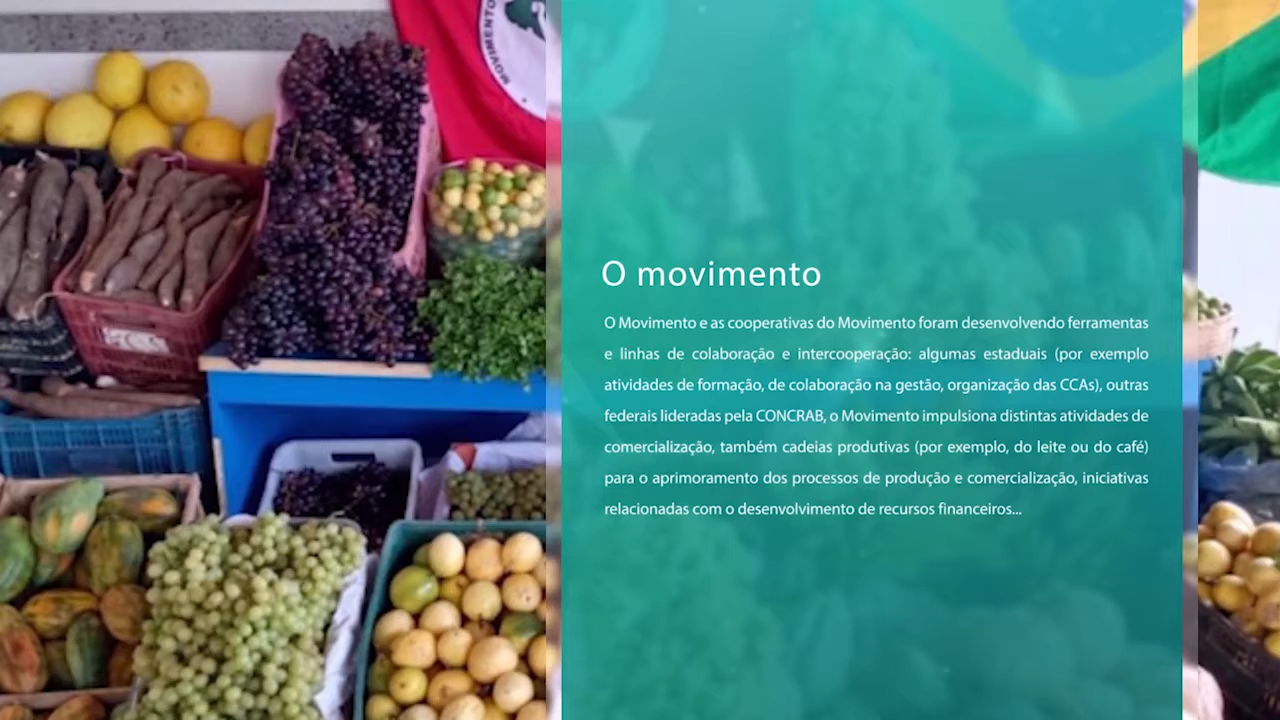 MOVIMENTO
O movimento
O Movimento e as cooperativas do Movimento foram desenvolvendo ferramentas
e linhas de colaboração e intercooperação: algumas estaduais (por exemplo
atividades de formação, de colaboração na gestão, organização das CCAs), outras
federais lideradas pela CONCRAB, o Movimento impulsiona distintas atividades de
comercialização, também cadeias produtivas (por exemplo, do leite ou do café)
para o aprimoramento dos processos de produção e comercialização, iniciativas
relacionadas com o desenvolvimento de recursos financeiros...